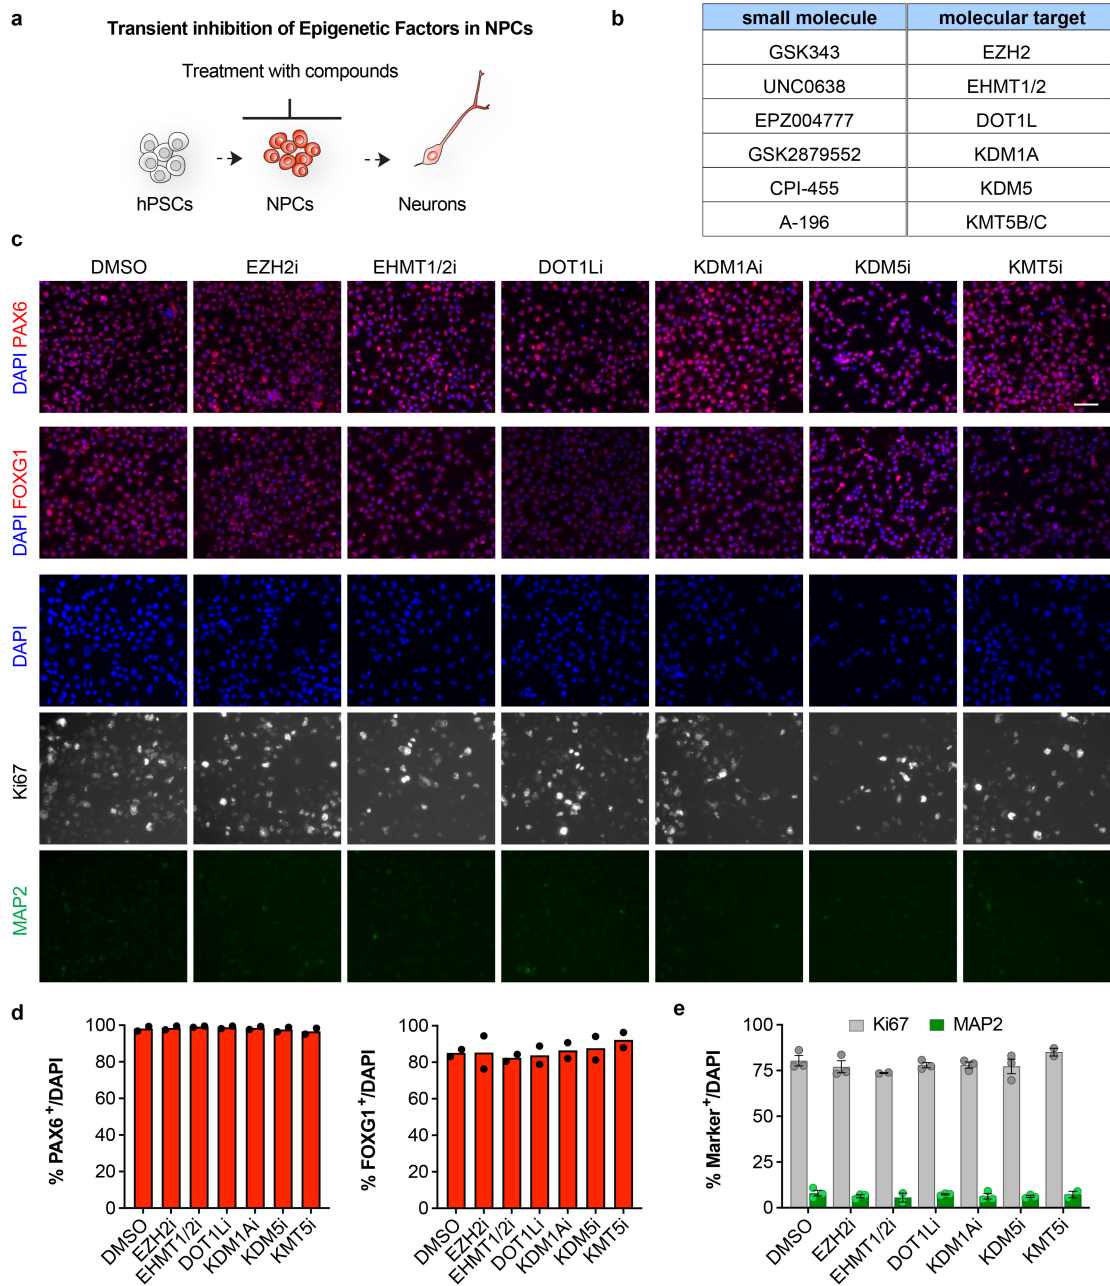 a
Transient inhibition of Epigenetic Factors in NPCs
Treatment with compounds
hPSCs NPCs Neurons
b
small molecule molecular target
GSK343 EZH2
UNC0638 EHMT1/2
EPZ004777 DOT1L
GSK2879552 KDM1A
CPI-455 KDM5
A-196 KMT5B/C
c
DMSO EZH2i EHMT1/2i DOT1Li KDM1Ai KDM5i KMT5i
DAPI PAX6
DAPI FOXG1
DAPI
Ki67
MAP2
d
% PAX6+/DAPI
100
80
60
40
20
0
DMSO
EZH2i
EHMT1/2i
DOT1Li
KDM1Ai
KDM5i
KMT5i
% FOXG1+/DAPI
100
80
60
40
20
0
DMSO
EZH2i
EHMT1/2i
DOT1Li
KDM1Ai
KDM5i
KMT5i
e
Ki67 MAP2
% Marker+/DAPI
100
75
50
25
0
DMSO
EZH2i
EHMT1/2i
DOT1Li
KDM1Ai
KDM5i
KMT5i